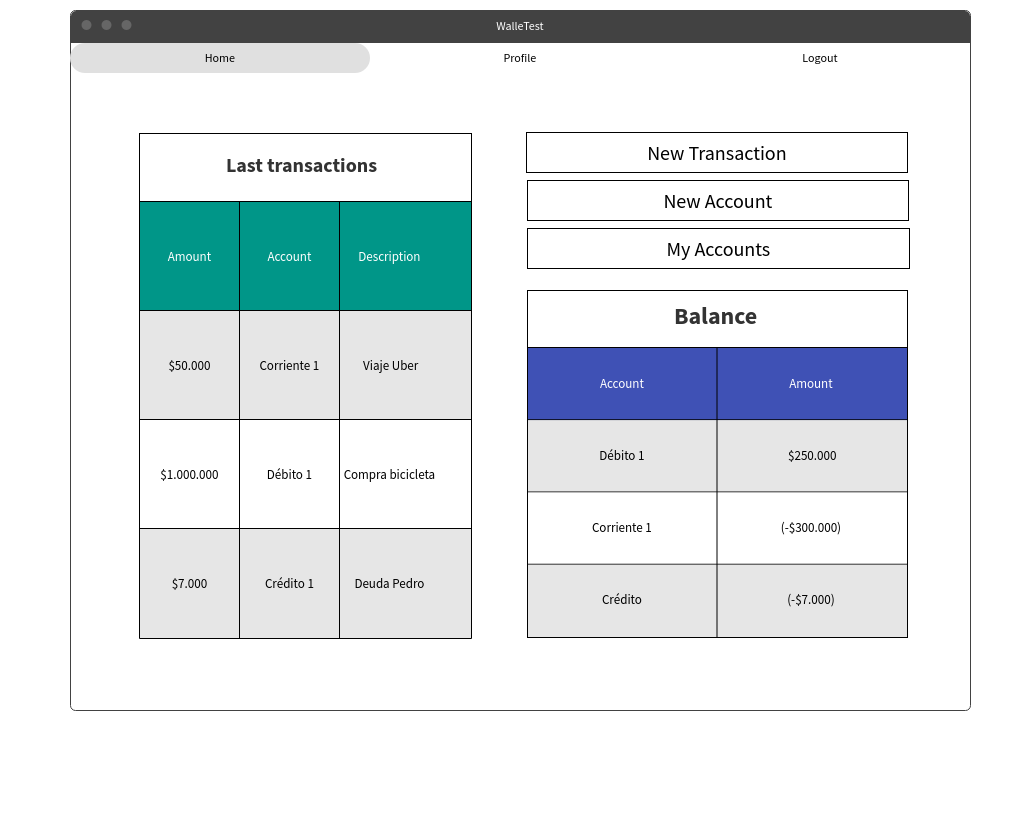 WalleTest
Home Profile Logout
Last transactions
Amount Account Description
$50.000 Corriente 1 Viaje Uber
$1.000.000 Débito 1 Compra bicicleta
$7.000 Crédito 1 Deuda Pedro
New Transaction
New Account
My Accounts
Balance
Account Amount
Débito 1 $250.000
Corriente 1 (-$300.000)
Crédito (-$7.000)